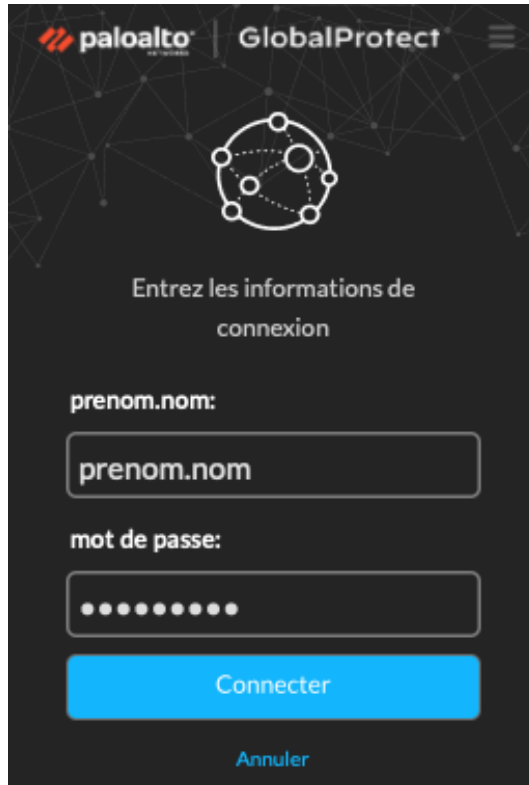 paloalto NETWORKS | GlobalProtect
Entrez les informations de
connexion
prenom.nom:
prenom.nom
mot de passe:
●●●●●●●●●
Connecter
Annuler